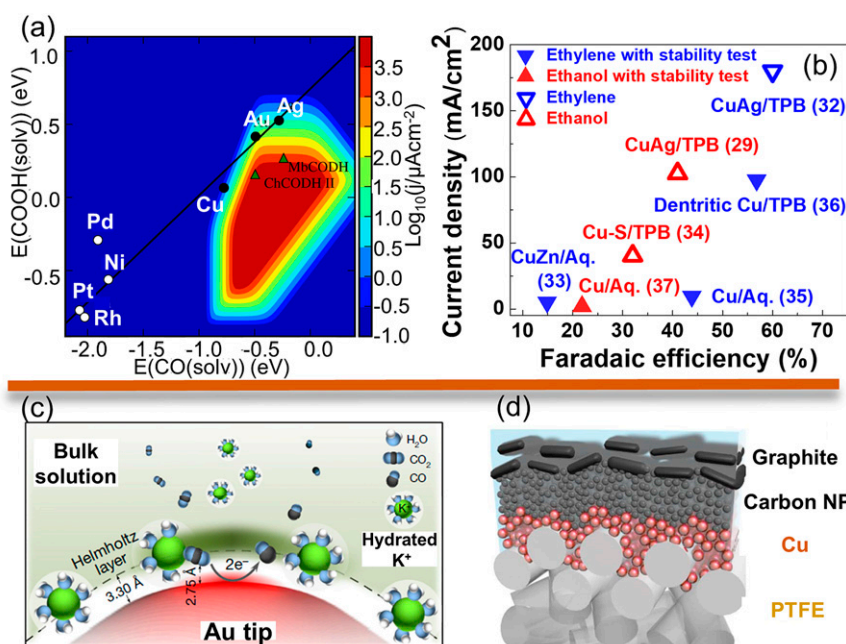 (a)
E(COOH(solv)) (eV)
1.0
0.5
0.0
-0.5
Ag
Au
MbCODH
ChCODH II
Cu
Pd
Ni
Pt
Rh
-2.0 -1.5 -1.0 -0.5 0.0
E(CO(solv)) (eV)
3.5
3.0
2.5
2.0
1.5
1.0
0.5
0.0
-0.5
-1.0
Log₁₀(j/μAcm-²)
(b)
Current density (mA/cm²)
200
175
150
125
100
75
50
25
0
Ethylene with stability test
Ethanol with stability test
Ethylene
Ethanol
CuAg/TPB (32)
CuAg/TPB (29)
Dentritic Cu/TPB (36)
Cu-S/TPB (34)
CuZn/Aq.
(33)
Cu/Aq. (37)
Cu/Aq. (35)
10 20 30 40 50 60 70
Faradaic efficiency (%)
(c)
Bulk
solution
H₂O
CO₂
CO
K⁺
Hydrated
K⁺
Helmholtz
layer
3.30 Å
2.75 Å
2e⁻
Au tip
(d)
Graphite
Carbon NP
Cu
PTFE